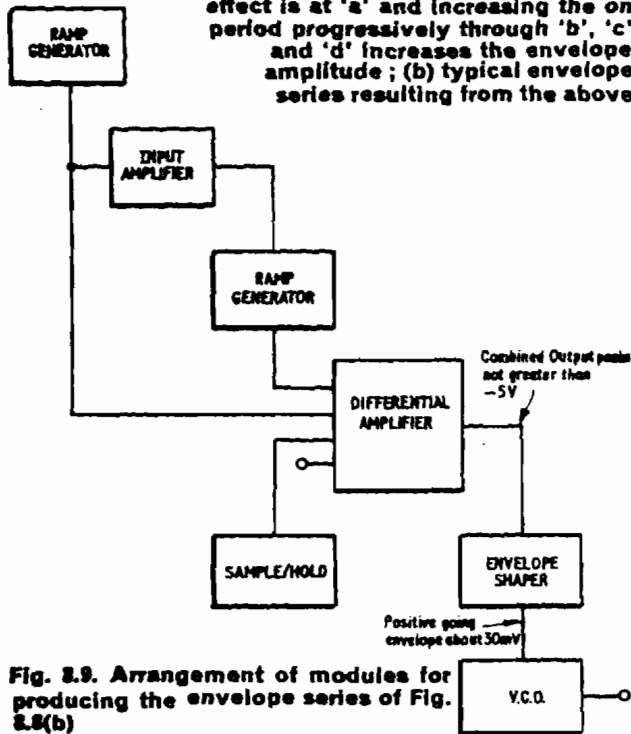 effect is at 'a' and increasing the on
period progressively through 'b', 'c'
and 'd' increases the envelope
amplitude; (b) typical envelope
series resulting from the above
RAMP
GENERATOR
INPUT
AMPLIFIER
RAMP
GENERATOR
Combined Output peaks
not greater than
−5V
DIFFERENTIAL
AMPLIFIER
SAMPLE/HOLD
ENVELOPE
SHAPER
Positive going
envelope about 30mV
V.C.O.
Fig. 8.9. Arrangement of modules for
producing the envelope series of Fig.
8.8(b)